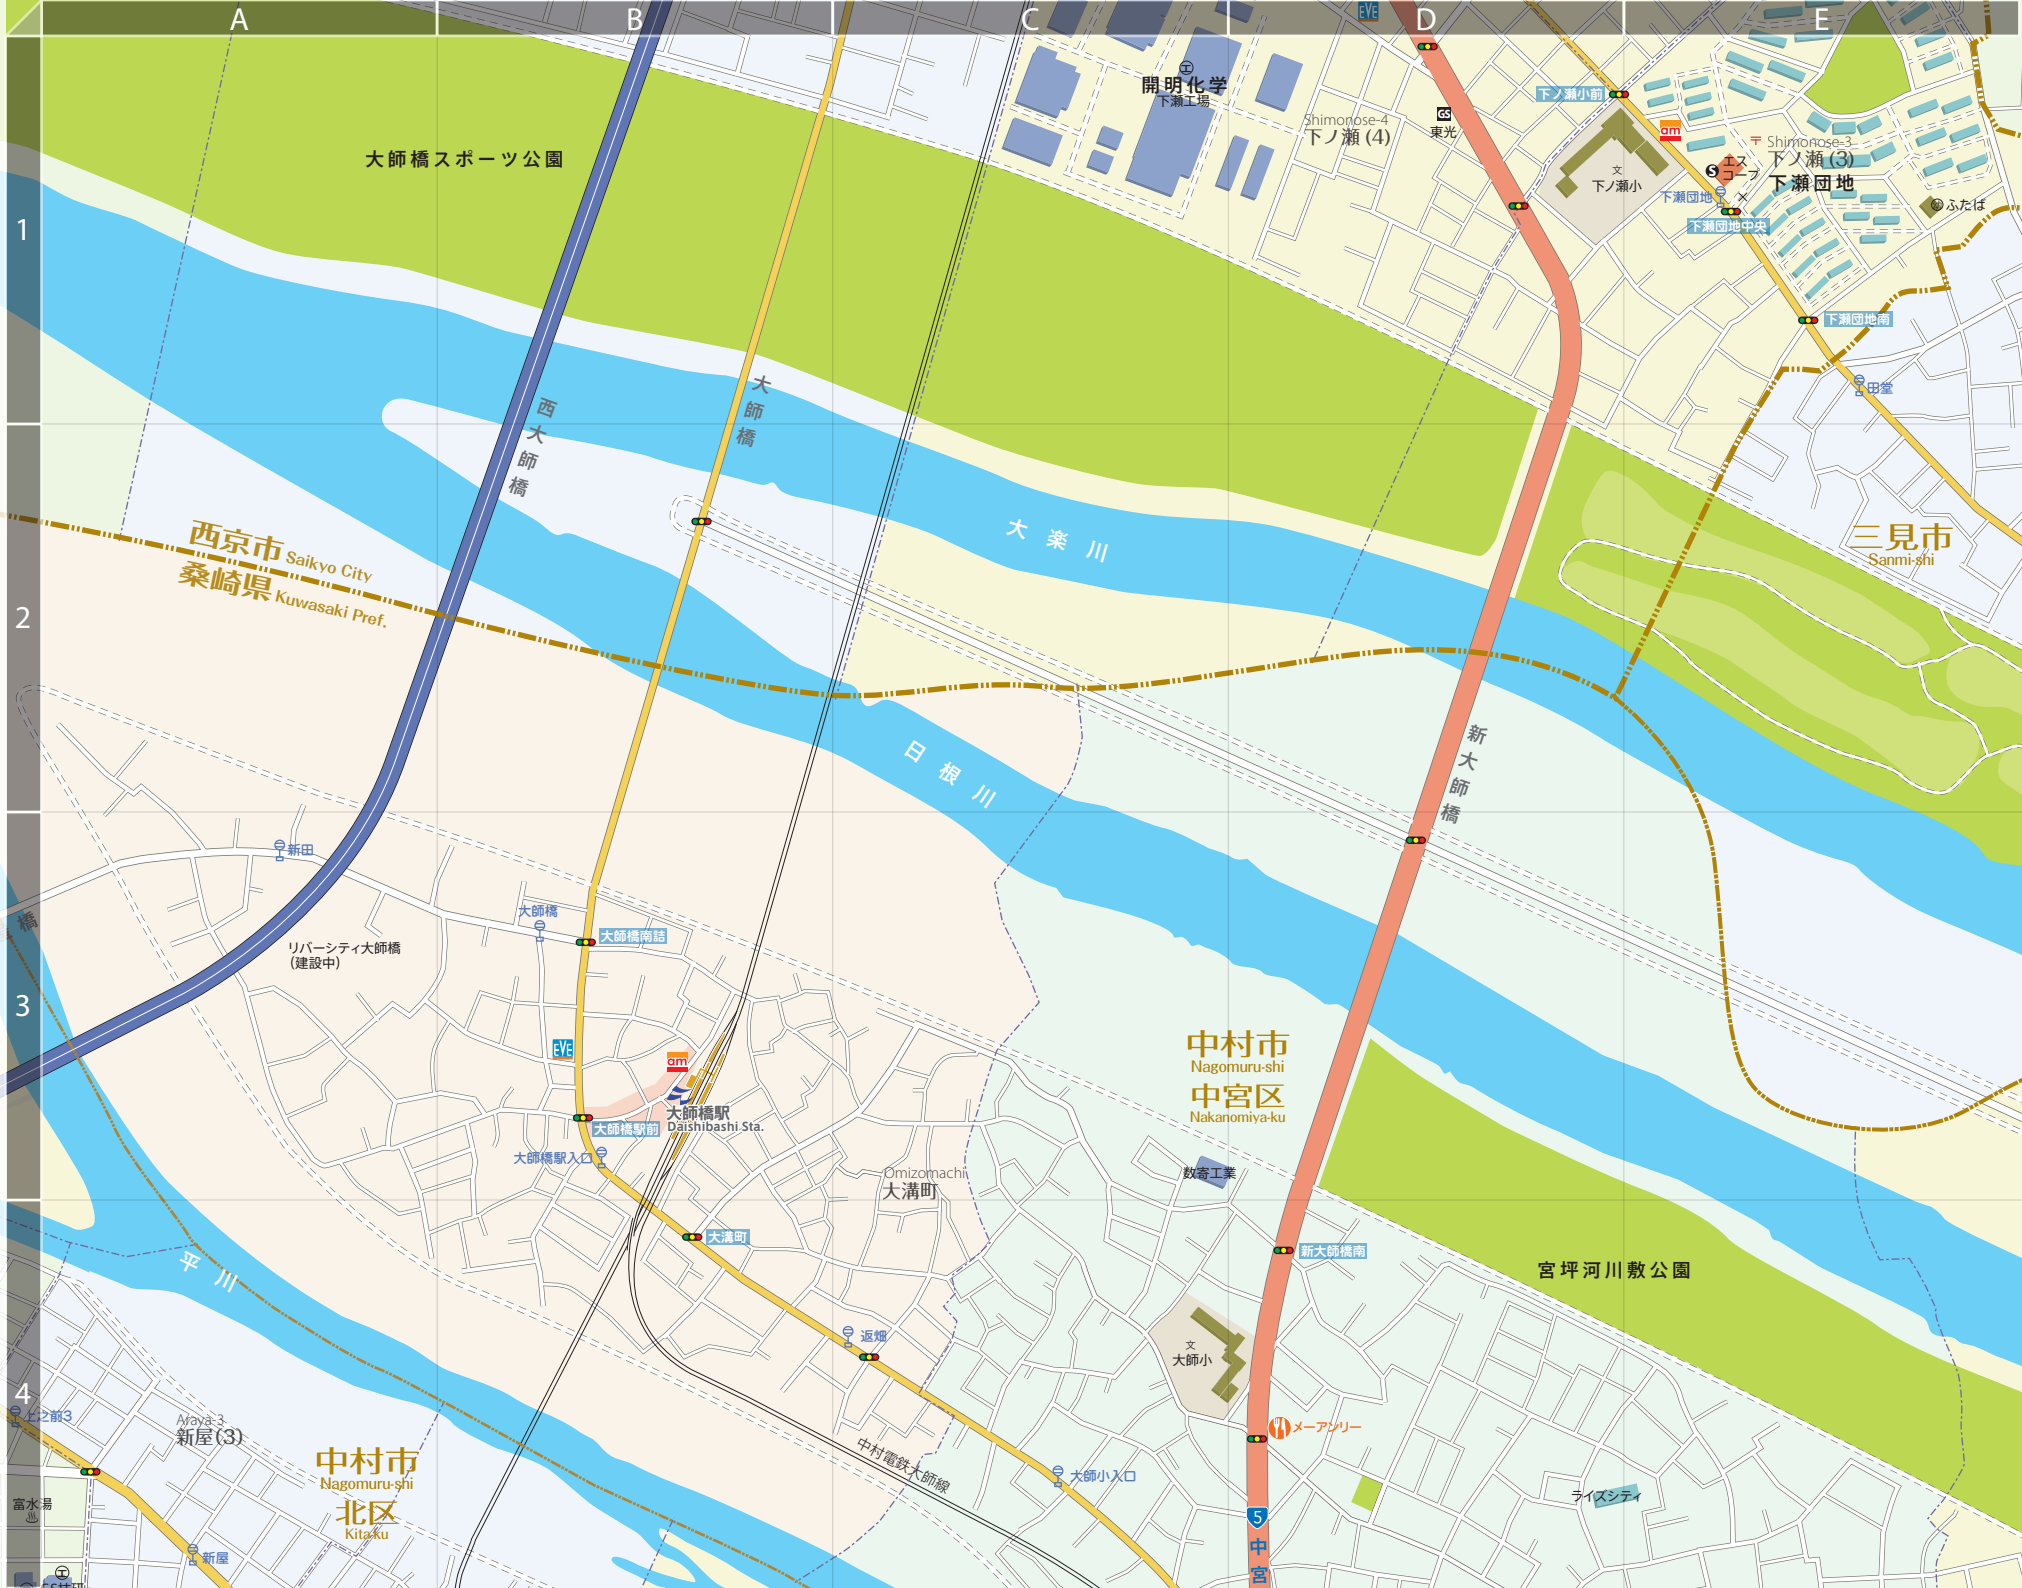 A
B
C
D
E
1
2
3
4
EVE
開明化学
下瀬工場
Shimonose-4
下ノ瀬(4)
GS
東光
下ノ瀬小前
am
文
下ノ瀬小
〒 Shimonose-3
下ノ瀬(3)
下瀬団地
S
エス
コープ
下瀬団地
下瀬団地中央
ふたば
下瀬団地南
田堂
大師橋スポーツ公園
西大師橋
大師橋
西京市 Saikyo City
桑崎県 Kuwasaki Pref.
大楽川
三見市
Sanmi-shi
日根川
新大師橋
新田
橋
大師橋
大師橋南詰
リバーシティ大師橋
(建設中)
EVE
am
大師橋駅
Daishibashi Sta.
大師橋駅前
大師橋駅入口
中村市
Nagomuru-shi
中宮区
Nakanomiya-ku
数寄工業
Omizomachi
大溝町
大溝町
新大師橋南
宮坪河川敷公園
平川
返畑
文
大師小
上之前3
Araya-3
新屋(3)
中村市
Nagomuru-shi
北区
Kita-ku
中村電鉄大師線
メーアンリー
大師小入口
ライズシティ
富水湯
5
中宮
新屋